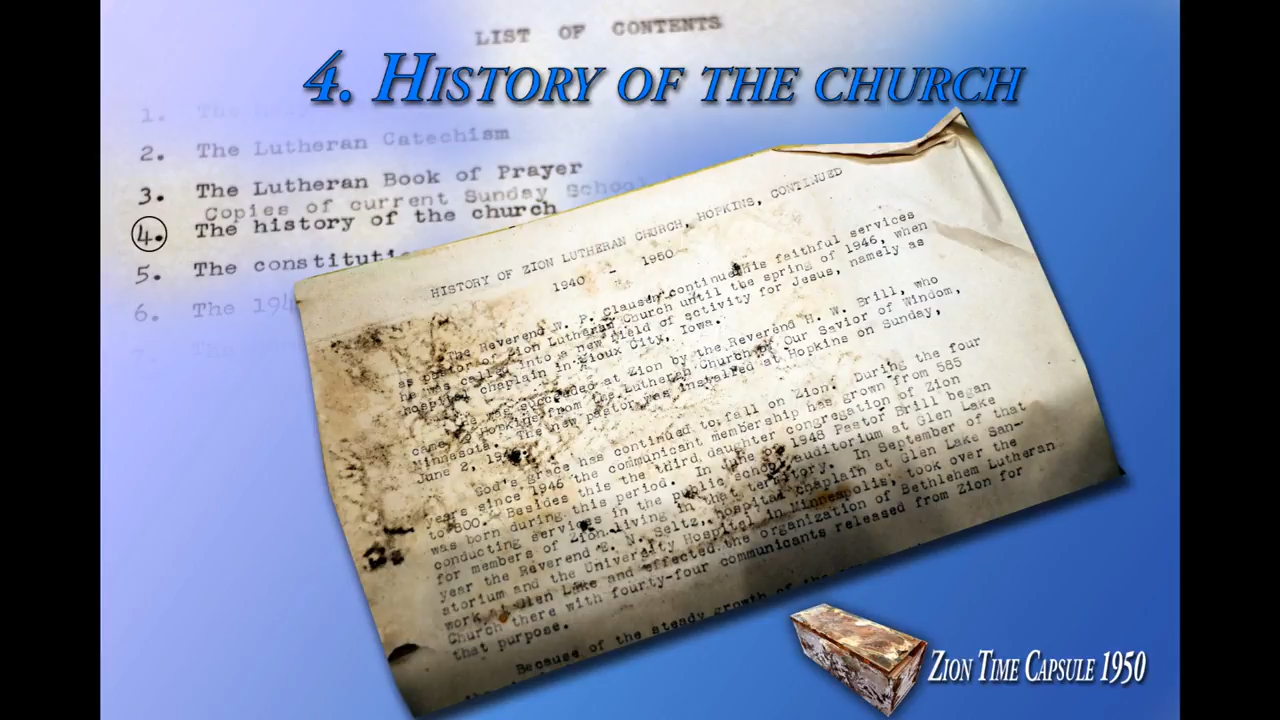 LIST OF CONTENTS
4. HISTORY OF THE CHURCH
1. The
2. The Lutheran Catechism
3. The Lutheran Book of Prayer
Copies of current Sunday School
4. The history of the church
5. The constituti
6. The 194
7. The
HISTORY OF ZION LUTHERAN CHURCH, HOPKINS, CONTINUED
1940 - 1950
The Reverend W. P. Clausen continued his faithful services
as pastor of Zion Lutheran Church until the spring of 1946, when
he was called into a new field of activity for Jesus, namely as
hospital chaplain in Sioux City, Iowa.
succeeded at Zion by the Reverend H. W. Brill, who
came to Hopkins from the Lutheran Church of Our Savior of Windom,
Minnesota. The new pastor was installed at Hopkins on Sunday,
June 2, 194
God's grace has continued to fall on Zion. During the four
years since 1946 the communicant membership has grown from 585
to 800. Besides this the third daughter congregation of Zion
was born during this period. In June of 1948 Pastor Brill began
conducting services in the public school auditorium at Glen Lake
for members of Zion living in that territory. In September of that
year the Reverend E. N. Seltz, hospital chaplain at Glen Lake San-
atorium and the University Hospital in Minneapolis, took over the
work at Glen Lake and effected the organization of Bethlehem Lutheran
Church there with fourty-four communicants released from Zion for
that purpose.
Because of the steady growth of the
ZION TIME CAPSULE 1950